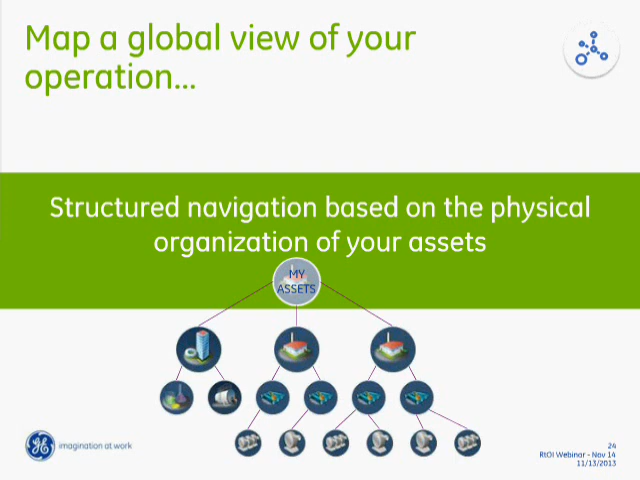 Map a global view of your
operation...
Structured navigation based on the physical
organization of your assets
MY
ASSETS
imagination at work
24
RtOI Webinar - Nov 14
11/13/2013